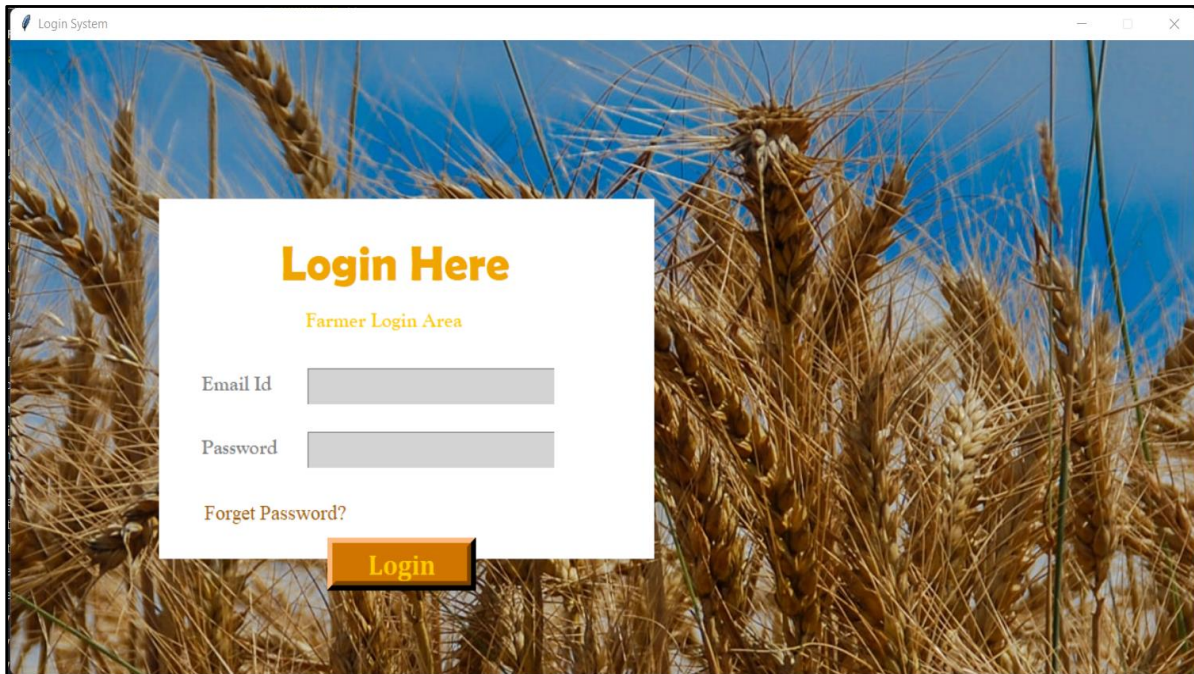 Login System
Login Here
Farmer Login Area
Email Id
Password
Forget Password?
Login